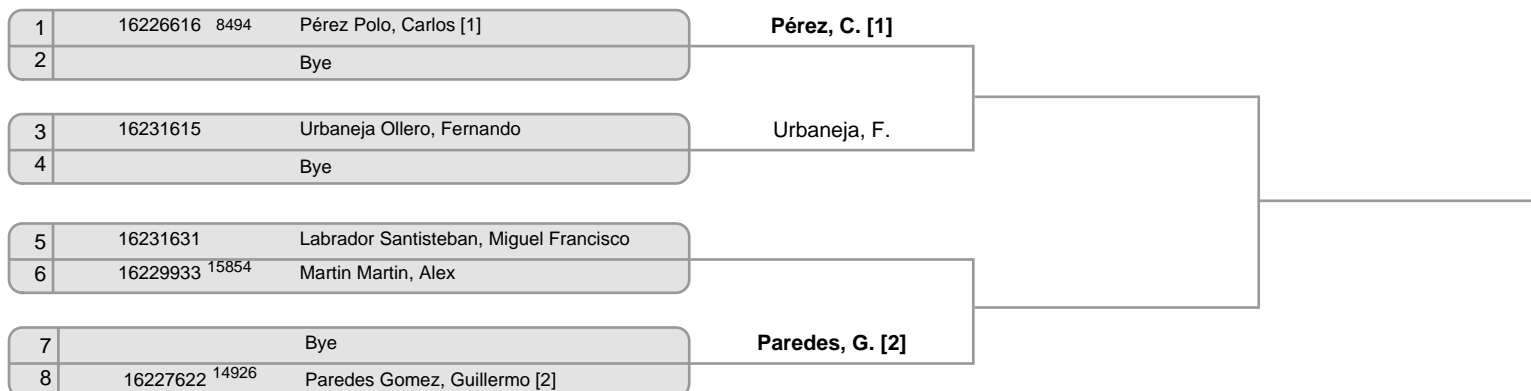 1 16226616 8494 Pérez Polo, Carlos [1] Pérez, C. [1]
2 Bye
3 16231615 Urbaneja Ollero, Fernando Urbaneja, F.
4 Bye
5 16231631 Labrador Santisteban, Miguel Francisco
6 16229933 15854 Martin Martin, Alex
7 Bye Paredes, G. [2]
8 16227622 14926 Paredes Gomez, Guillermo [2]